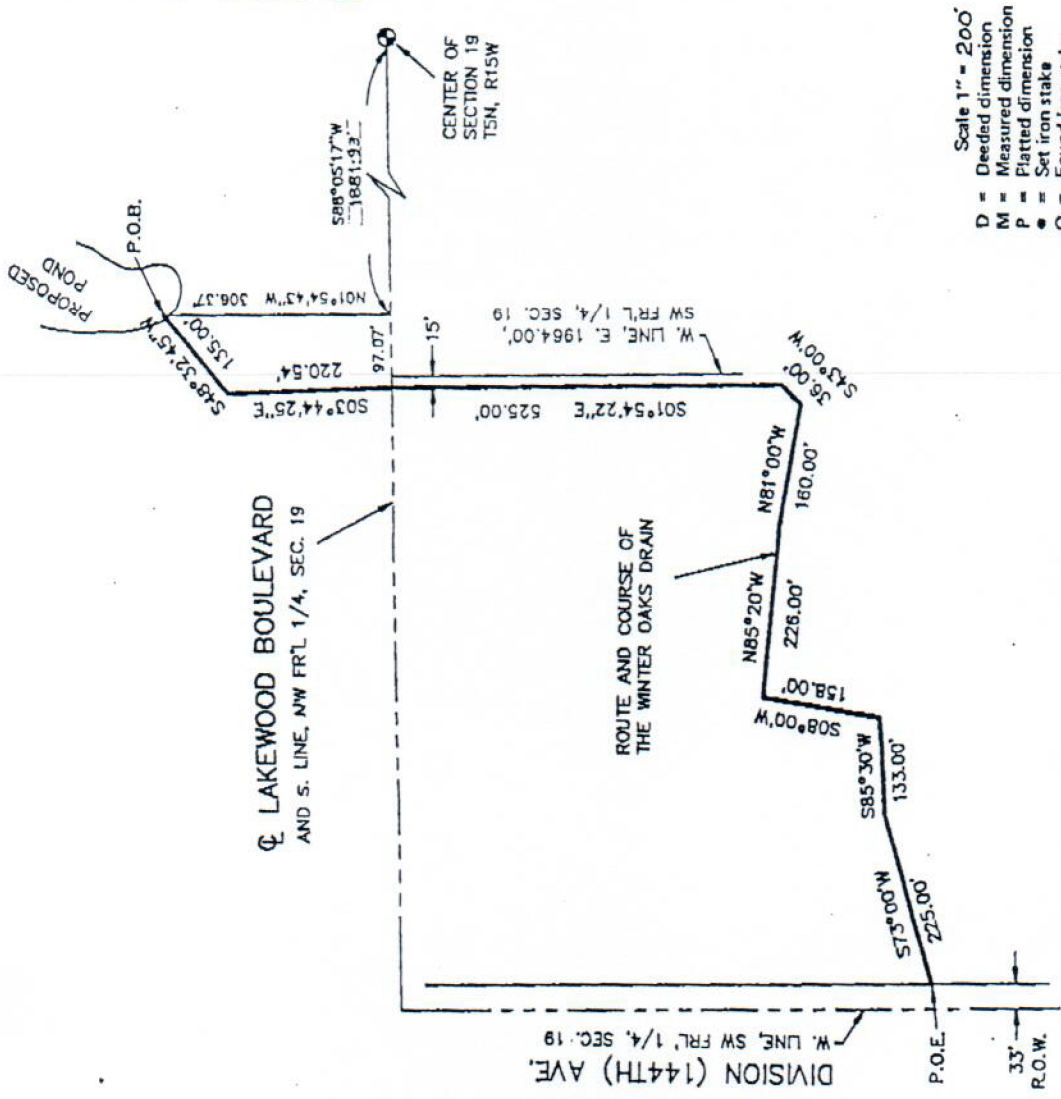 PROPOSED
POND
P.O.B.
S48°32'45"W
135.00'
N01°54'43"W 306.37'
S88°05'17"W
1881.93'
CENTER OF
SECTION 19
T5N, R15W
220.54'
S03°44'25"E
97.07'
15'
℄ LAKEWOOD BOULEVARD
AND S. LINE, NW FR'L 1/4, SEC. 19
W. LINE, E. 1964.00',
SW FR'L 1/4, SEC. 19
525.00'
S01°54'22"E
S43°00'W
36.00'
N81°00'W
160.00'
ROUTE AND COURSE OF
THE WINTER OAKS DRAIN
N85°20'W
226.00'
158.00'
S08°00'W
S85°30'W
133.00'
S73°00'W
225.00'
W. LINE, SW FRL' 1/4, SEC. 19
DIVISION (144TH) AVE.
P.O.E.
33'
R.O.W.
Scale 1" = 200'
D = Deeded dimension
M = Measured dimension
P = Platted dimension
● = Set iron stake